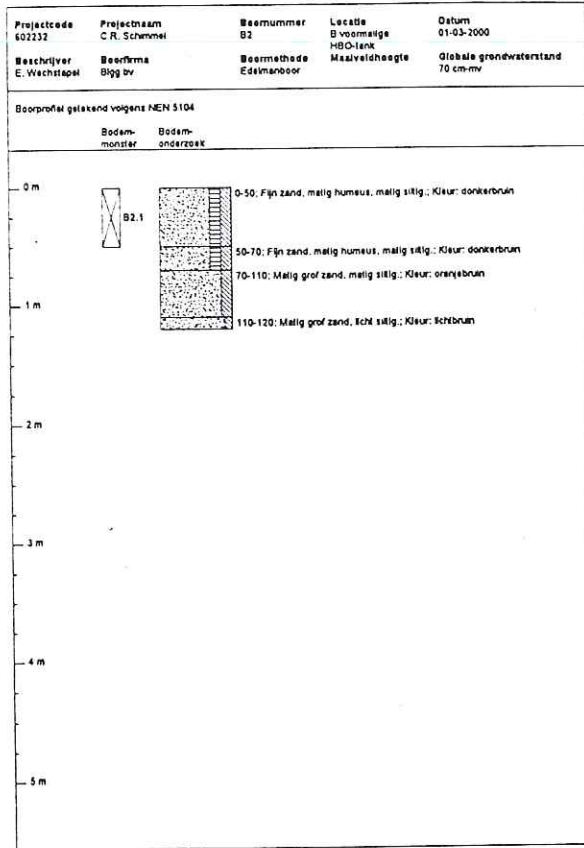 Projectcode Projectnaam Boornummer Locatie Datum
602232 C.R. Schimmel B2 B voormalige HBO-tank 01-03-2000
Beschrijver Boorfirma Boormethode Maaiveldhoogte Globale grondwaterstand
E. Wachstapel Blgg bv Edelmanboor 70 cm-mv
Boorprofiel getekend volgens NEN 5104
Bodem-monster Bodem-onderzoek
0 m
B2.1
0-50; Fijn zand, matig humeus, matig siltig.; Kleur: donkerbruin
50-70; Fijn zand, matig humeus, matig siltig.; Kleur: donkerbruin
70-110; Matig grof zand, matig siltig.; Kleur: oranjebruin
1 m
110-120; Matig grof zand, licht siltig.; Kleur: lichtbruin
2 m
3 m
4 m
5 m